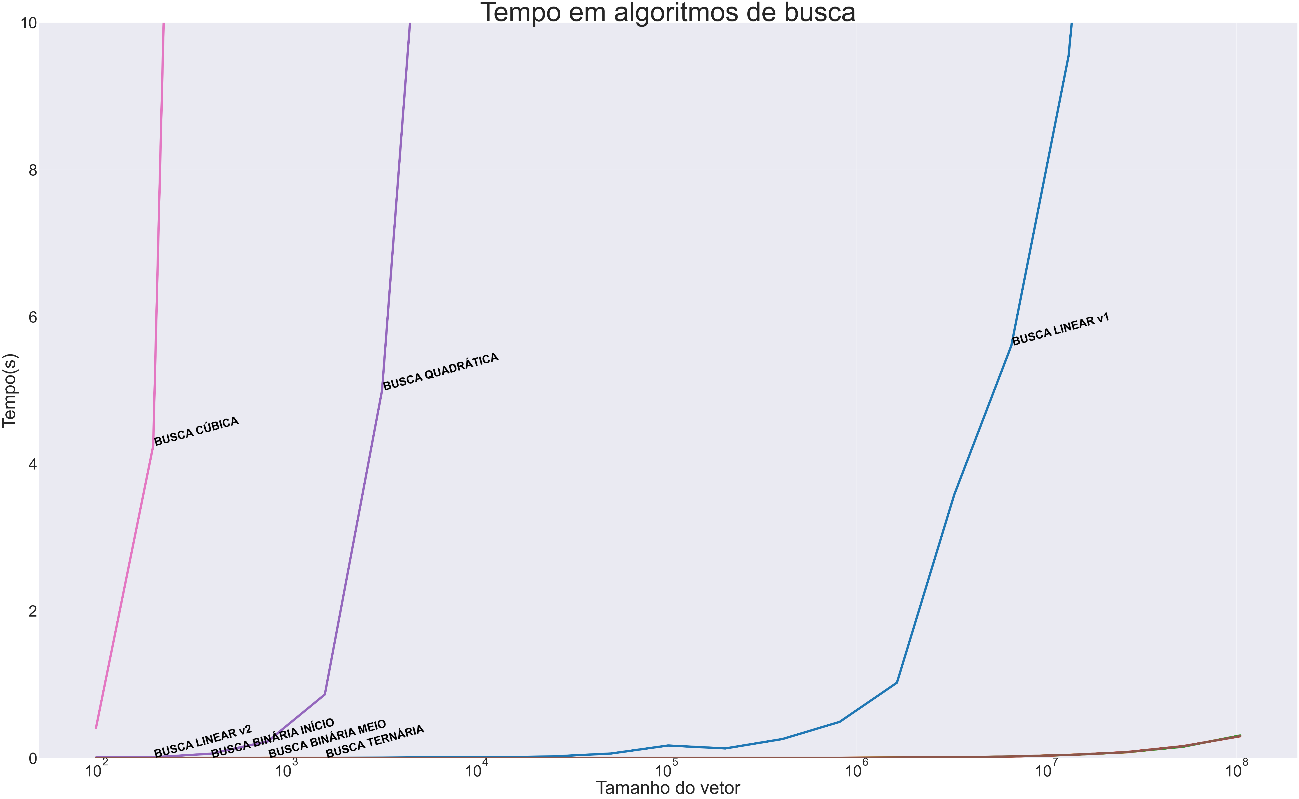 Tempo em algoritmos de busca
10
8
6
4
2
0
Tempo(s)
BUSCA LINEAR v1
BUSCA QUADRÁTICA
BUSCA CÚBICA
BUSCA LINEAR v2
BUSCA BINÁRIA INÍCIO
BUSCA BINÁRIA MEIO
BUSCA TERNÁRIA
10² 10³ 10⁴ 10⁵ 10⁶ 10⁷ 10⁸
Tamanho do vetor